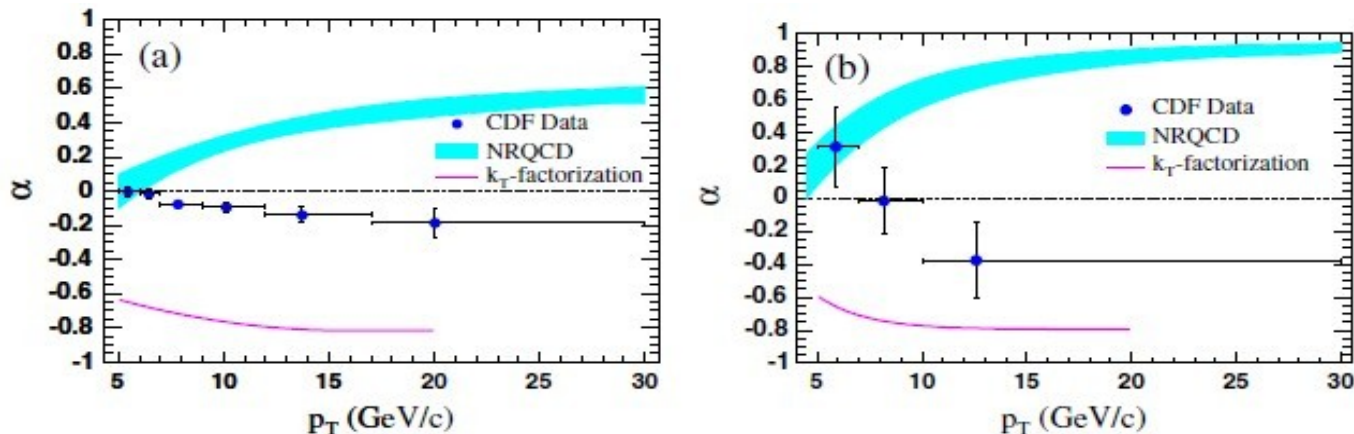 (a)
1
0.8
0.6
0.4
0.2
0
-0.2
-0.4
-0.6
-0.8
-1
α
CDF Data
NRQCD
k_T-factorization
5 10 15 20 25 30
p_T (GeV/c)
(b)
1
0.8
0.6
0.4
0.2
0
-0.2
-0.4
-0.6
-0.8
-1
α
CDF Data
NRQCD
k_T-factorization
5 10 15 20 25 30
p_T (GeV/c)